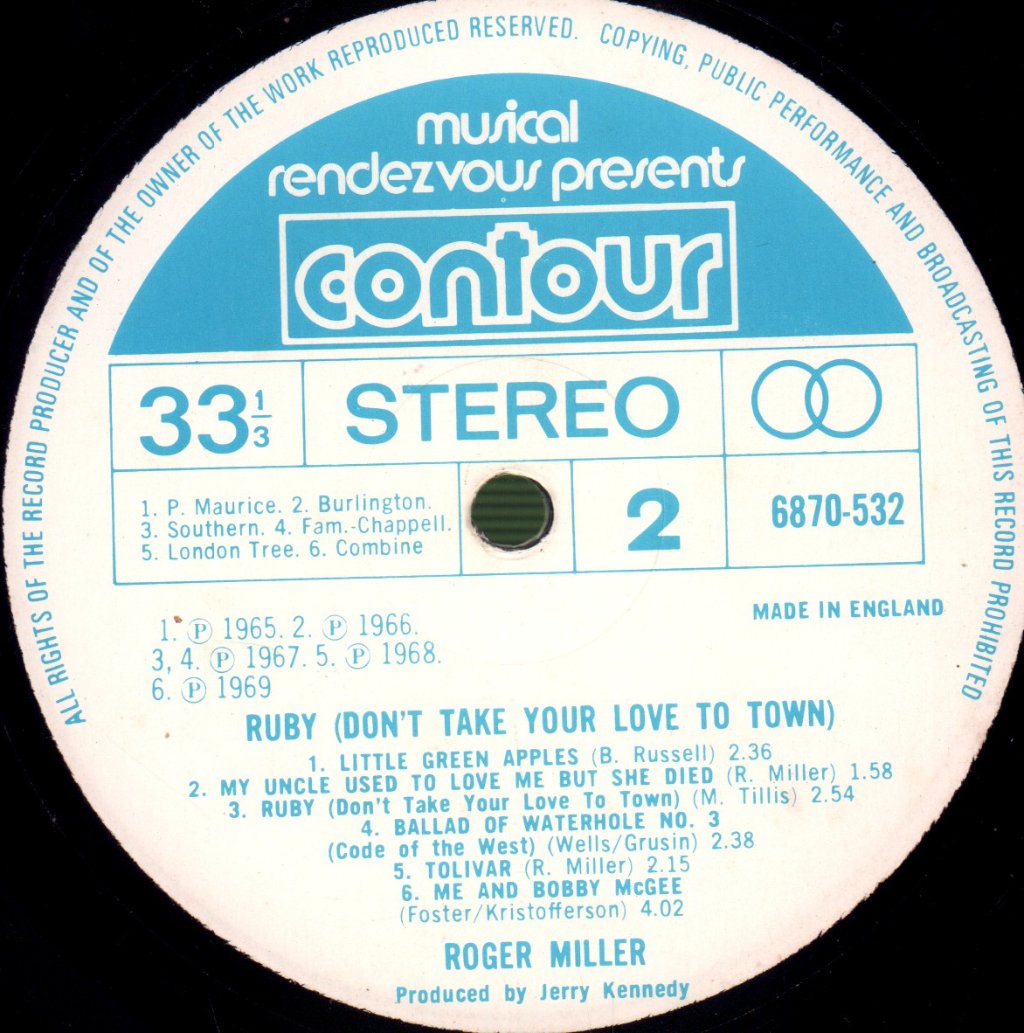 ALL RIGHTS OF THE RECORD PRODUCER AND OF THE OWNER OF THE WORK REPRODUCED RESERVED. COPYING, PUBLIC PERFORMANCE AND BROADCASTING OF THIS RECORD PROHIBITED
musical
rendezvous presents
contour
33 1/3
STEREO
1. P. Maurice. 2. Burlington.
3. Southern. 4. Fam.-Chappell.
5. London Tree. 6. Combine
2
6870-532
MADE IN ENGLAND
1. ℗ 1965. 2. ℗ 1966.
3, 4. ℗ 1967. 5. ℗ 1968.
6. ℗ 1969
RUBY (DON'T TAKE YOUR LOVE TO TOWN)
1. LITTLE GREEN APPLES (B. Russell) 2.36
2. MY UNCLE USED TO LOVE ME BUT SHE DIED (R. Miller) 1.58
3. RUBY (Don't Take Your Love To Town) (M. Tillis) 2.54
4. BALLAD OF WATERHOLE NO. 3
(Code of the West) (Wells/Grusin) 2.38
5. TOLIVAR (R. Miller) 2.15
6. ME AND BOBBY McGEE
(Foster/Kristofferson) 4.02
ROGER MILLER
Produced by Jerry Kennedy